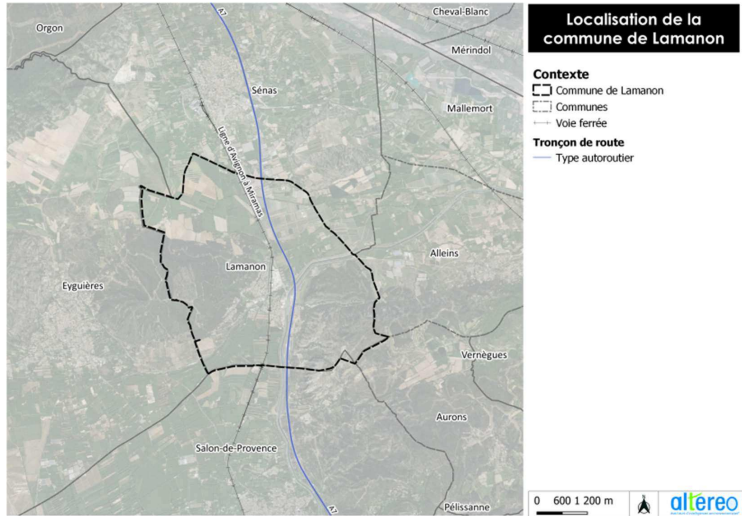 Localisation de la
commune de Lamanon
Contexte
Commune de Lamanon
Communes
Voie ferrée
Tronçon de route
Type autoroutier
Orgon
A7
Cheval-Blanc
Mérindol
Sénas
Mallemort
Ligne d'Avignon à Miramas
Alleins
Lamanon
Eyguières
Vernègues
Aurons
Salon-de-Provence
A7
Pélissanne
0 600 1 200 m
altereo